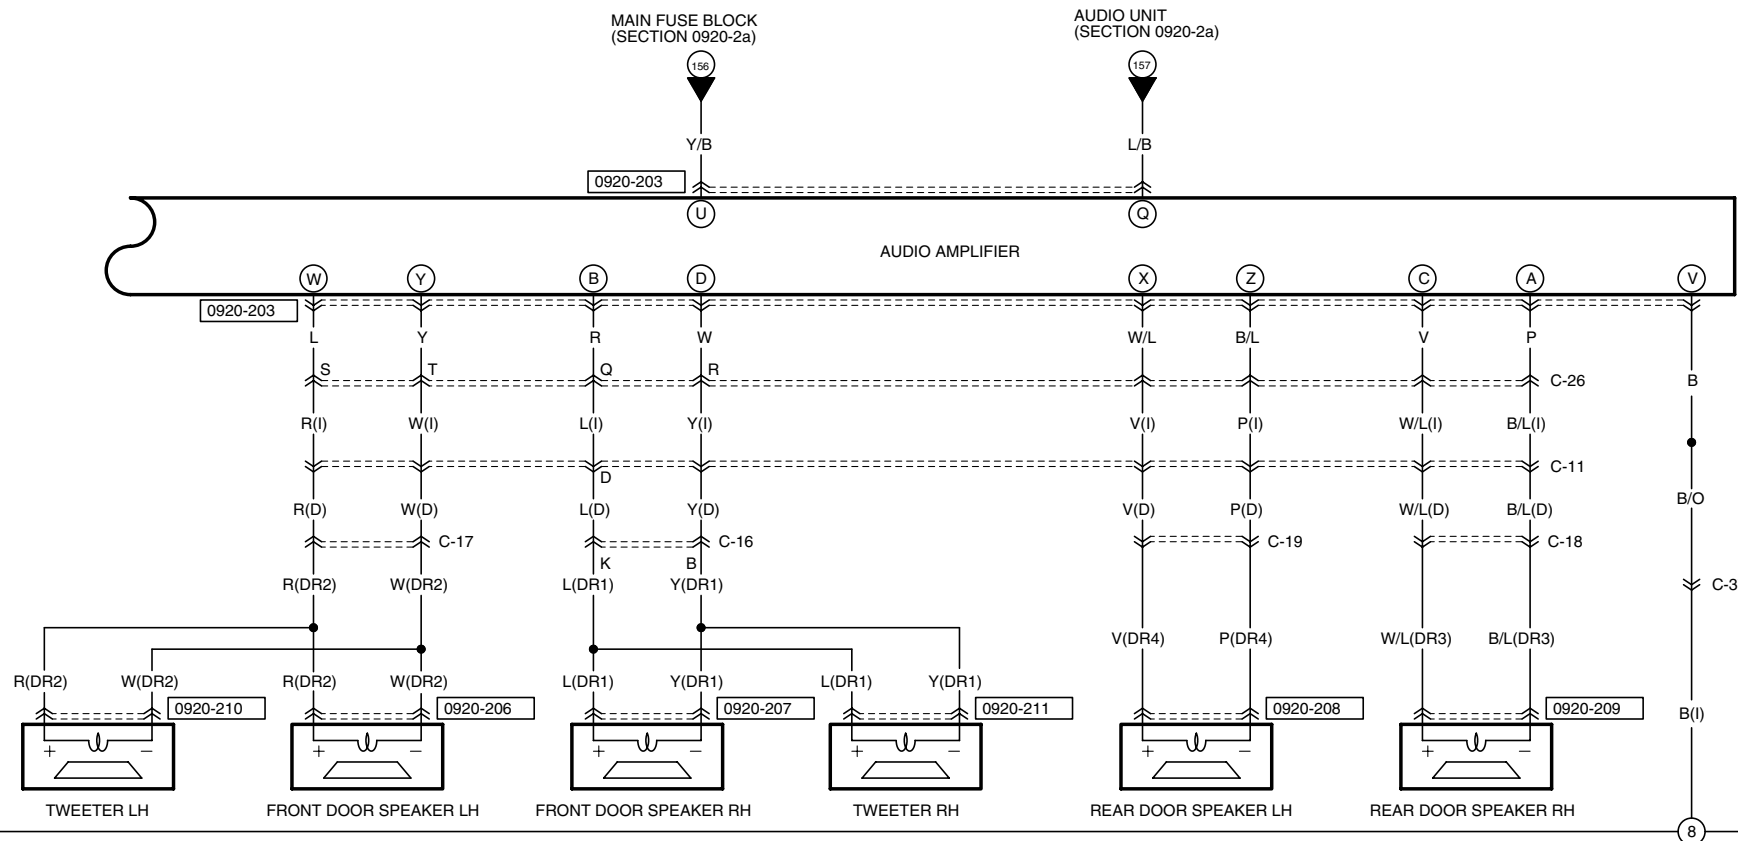 MAIN FUSE BLOCK
(SECTION 0920-2a)
AUDIO UNIT
(SECTION 0920-2a)
156
157
Y/B
L/B
0920-203
U
Q
AUDIO AMPLIFIER
W Y B D X Z C A V
0920-203
L Y R W W/L B/L V P
S T Q R C-26 B
R(I) W(I) L(I) Y(I) V(I) P(I) W/L(I) B/L(I)
C-11
D
B/O
R(D) W(D) L(D) Y(D) V(D) P(D) W/L(D) B/L(D)
C-17 C-16 C-19 C-18
K B
R(DR2) W(DR2) L(DR1) Y(DR1) C-3
V(DR4) P(DR4) W/L(DR3) B/L(DR3)
R(DR2) W(DR2) R(DR2) W(DR2) L(DR1) Y(DR1) L(DR1) Y(DR1)
0920-210 0920-206 0920-207 0920-211 0920-208 0920-209 B(I)
+ − + − + − + − + − + −
TWEETER LH FRONT DOOR SPEAKER LH FRONT DOOR SPEAKER RH TWEETER RH REAR DOOR SPEAKER LH REAR DOOR SPEAKER RH
8